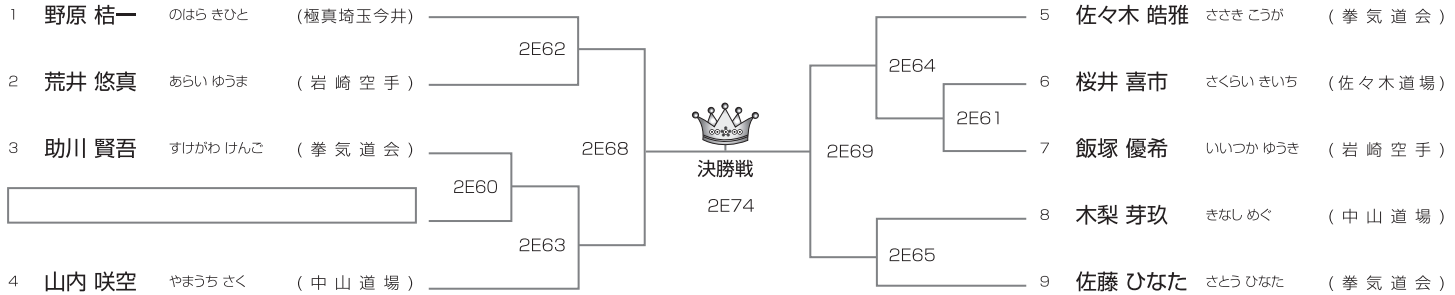 1 野原 桔一 のはら きひと (極真埼玉今井)
2E62
2 荒井 悠真 あらい ゆうま (岩崎空手)
3 助川 賢吾 すけがわ けんご (拳気道会)
2E68
2E60
2E63
4 山内 咲空 やまうち さく (中山道場)
決勝戦
2E74
5 佐々木 皓雅 ささき こうが (拳気道会)
2E64
6 桜井 喜市 さくらい きいち (佐々木道場)
2E61
7 飯塚 優希 いいつか ゆうき (岩崎空手)
2E69
8 木梨 芽玖 きなし めぐ (中山道場)
2E65
9 佐藤 ひなた さとう ひなた (拳気道会)